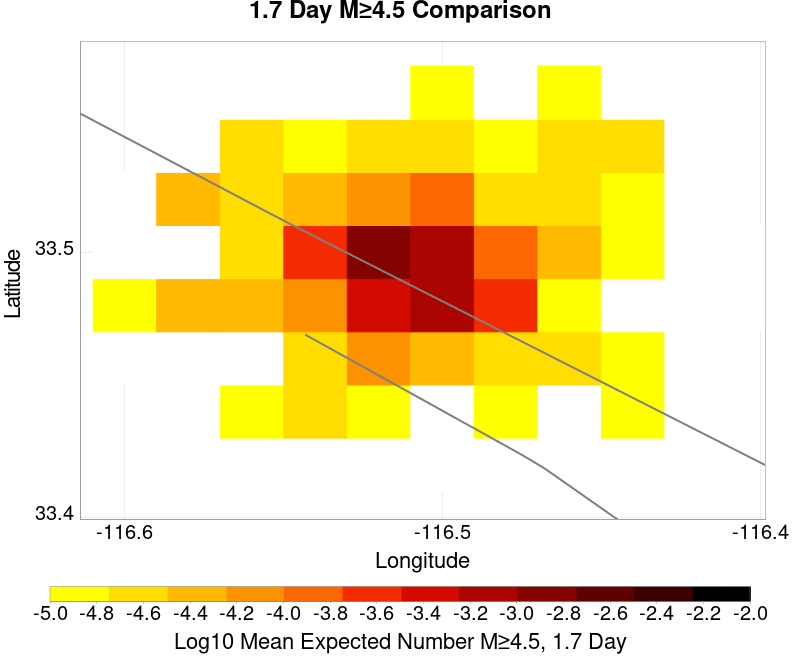 1.7 Day M≥4.5 Comparison
Latitude
33.5
33.4
-116.6 -116.5 -116.4
Longitude
-5.0 -4.8 -4.6 -4.4 -4.2 -4.0 -3.8 -3.6 -3.4 -3.2 -3.0 -2.8 -2.6 -2.4 -2.2 -2.0
Log10 Mean Expected Number M≥4.5, 1.7 Day